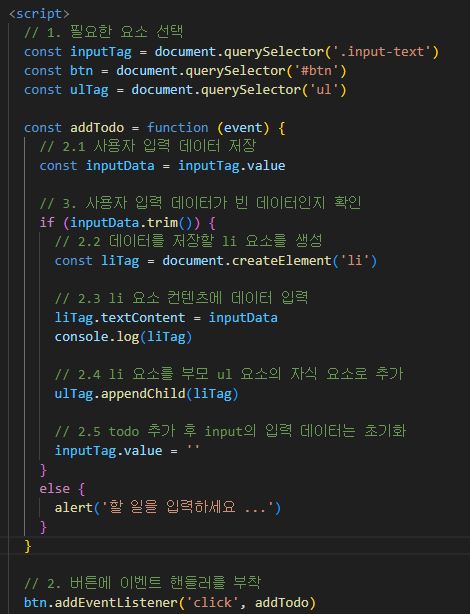 <script>
// 1. 필요한 요소 선택
const inputTag = document.querySelector('.input-text')
const btn = document.querySelector('#btn')
const ulTag = document.querySelector('ul')
const addTodo = function (event) {
// 2.1 사용자 입력 데이터 저장
const inputData = inputTag.value
// 3. 사용자 입력 데이터가 빈 데이터인지 확인
if (inputData.trim()) {
// 2.2 데이터를 저장할 li 요소를 생성
const liTag = document.createElement('li')
// 2.3 li 요소 컨텐츠에 데이터 입력
liTag.textContent = inputData
console.log(liTag)
// 2.4 li 요소를 부모 ul 요소의 자식 요소로 추가
ulTag.appendChild(liTag)
// 2.5 todo 추가 후 input의 입력 데이터는 초기화
inputTag.value = ''
}
else {
alert('할 일을 입력하세요 ...')
}
}
// 2. 버튼에 이벤트 핸들러를 부착
btn.addEventListener('click', addTodo)